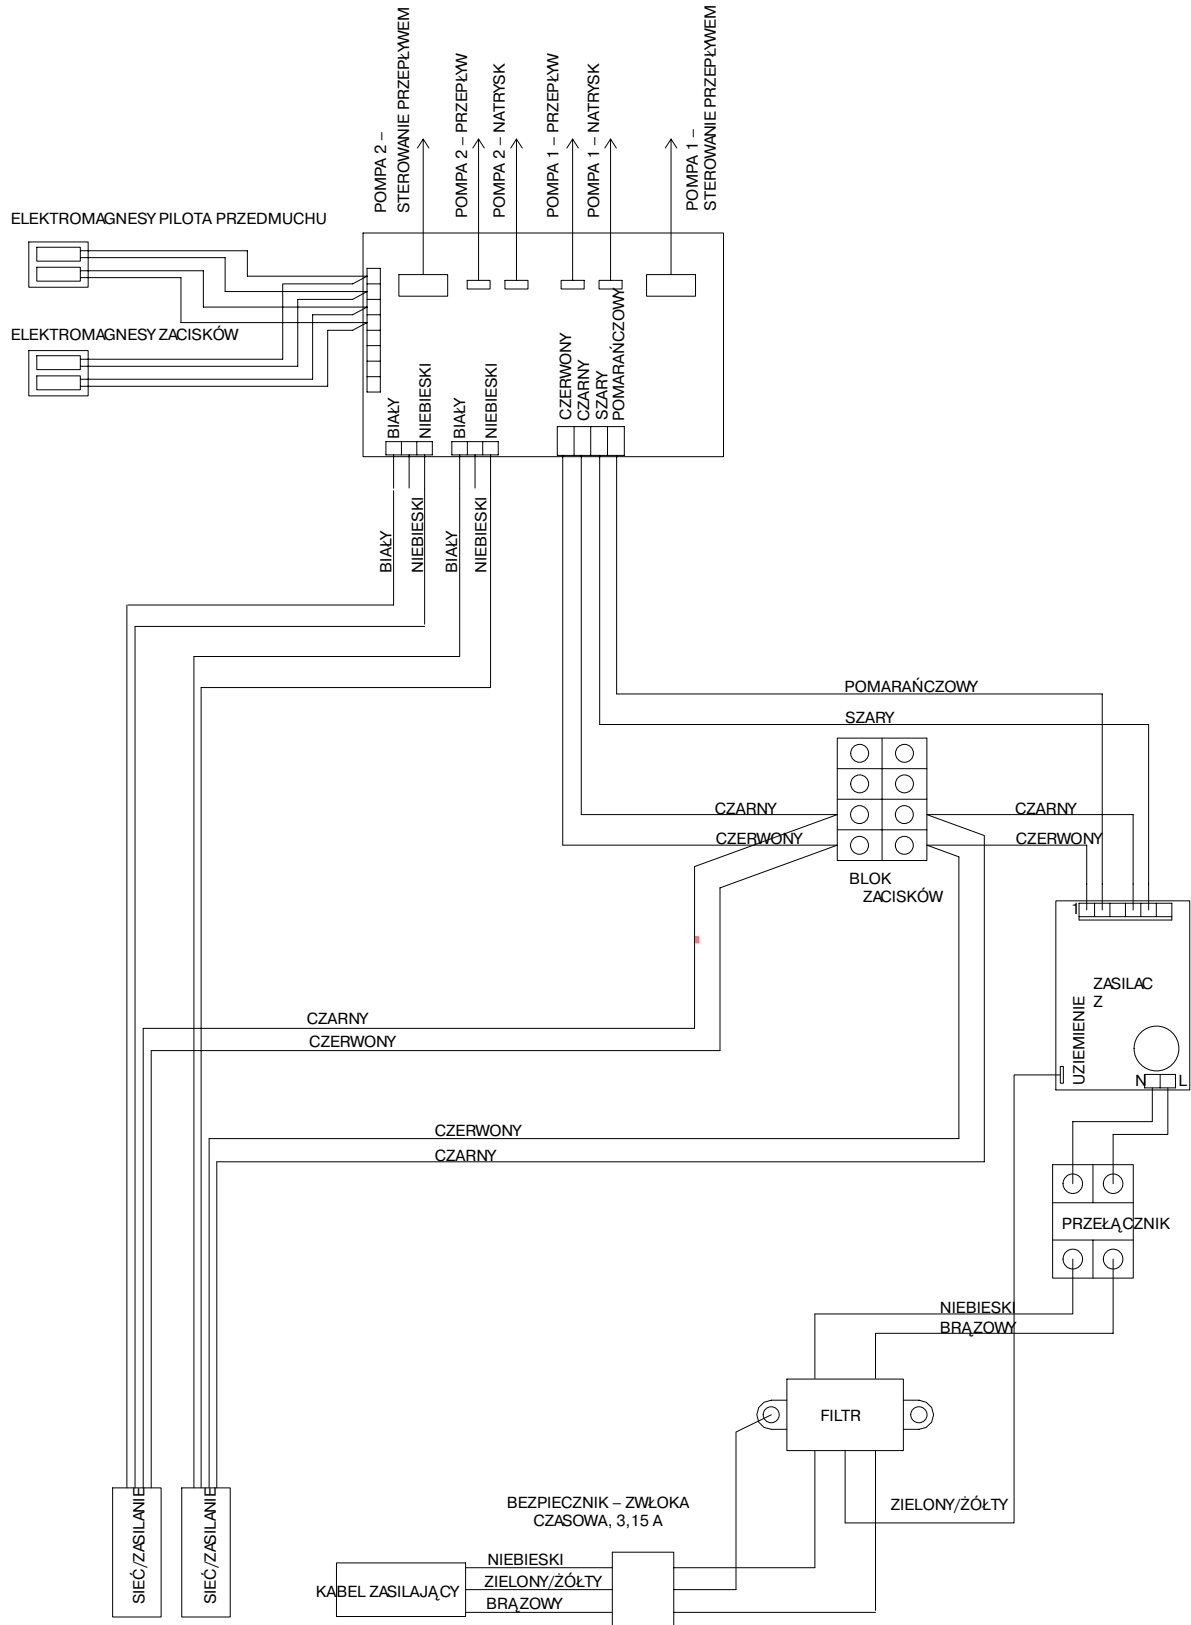 POMPA 2 –
STEROWANIE PRZEPŁYWEM
POMPA 2 – PRZEPŁYW
POMPA 2 – NATRYSK
POMPA 1 – PRZEPŁYW
POMPA 1 – NATRYSK
POMPA 1 –
STEROWANIE PRZEPŁYWEM
ELEKTROMAGNESY PILOTA PRZEDMUCHU
ELEKTROMAGNESY ZACISKÓW
BIAŁY
NIEBIESKI
BIAŁY
NIEBIESKI
CZERWONY
CZARNY
SZARY
POMARAŃCZOWY
BIAŁY
NIEBIESKI
BIAŁY
NIEBIESKI
POMARAŃCZOWY
SZARY
CZARNY
CZARNY
CZERWONY
CZERWONY
BLOK
ZACISKÓW
1
ZASILAC
Z
UZIEMIENIE
N L
CZARNY
CZERWONY
CZERWONY
CZARNY
PRZEŁĄCZNIK
NIEBIESKI
BRĄZOWY
FILTR
ZIELONY/ŻÓŁTY
BEZPIECZNIK – ZWŁOKA
CZASOWA, 3,15 A
SIEĆ/ZASILANIE
SIEĆ/ZASILANIE
KABEL ZASILAJĄCY
NIEBIESKI
ZIELONY/ŻÓŁTY
BRĄZOWY